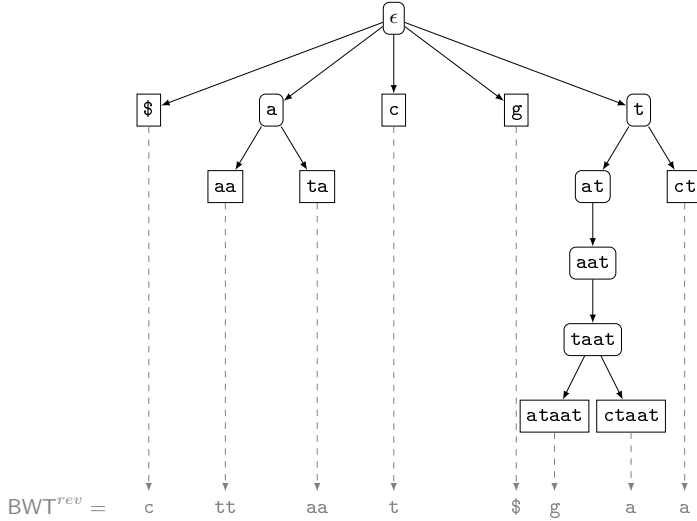 ϵ
$ a c g t
aa ta at ct
aat
taat
ataat ctaat
BWT^rev = c tt aa t $ g a a